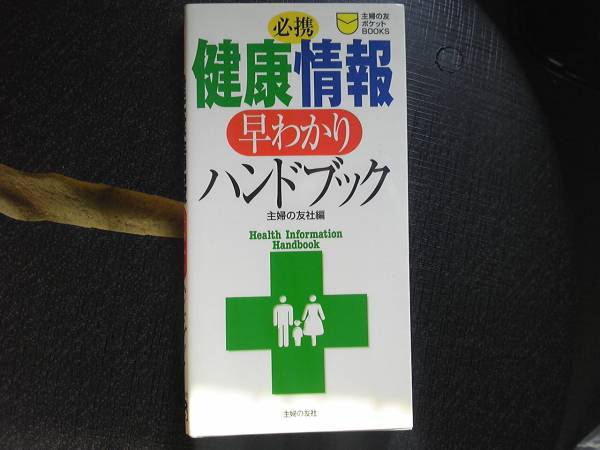 必携
主婦の友
ポケット
BOOKS
健康情報
早わかり
ハンドブック
主婦の友社編
Health Information
Handbook
主婦の友社